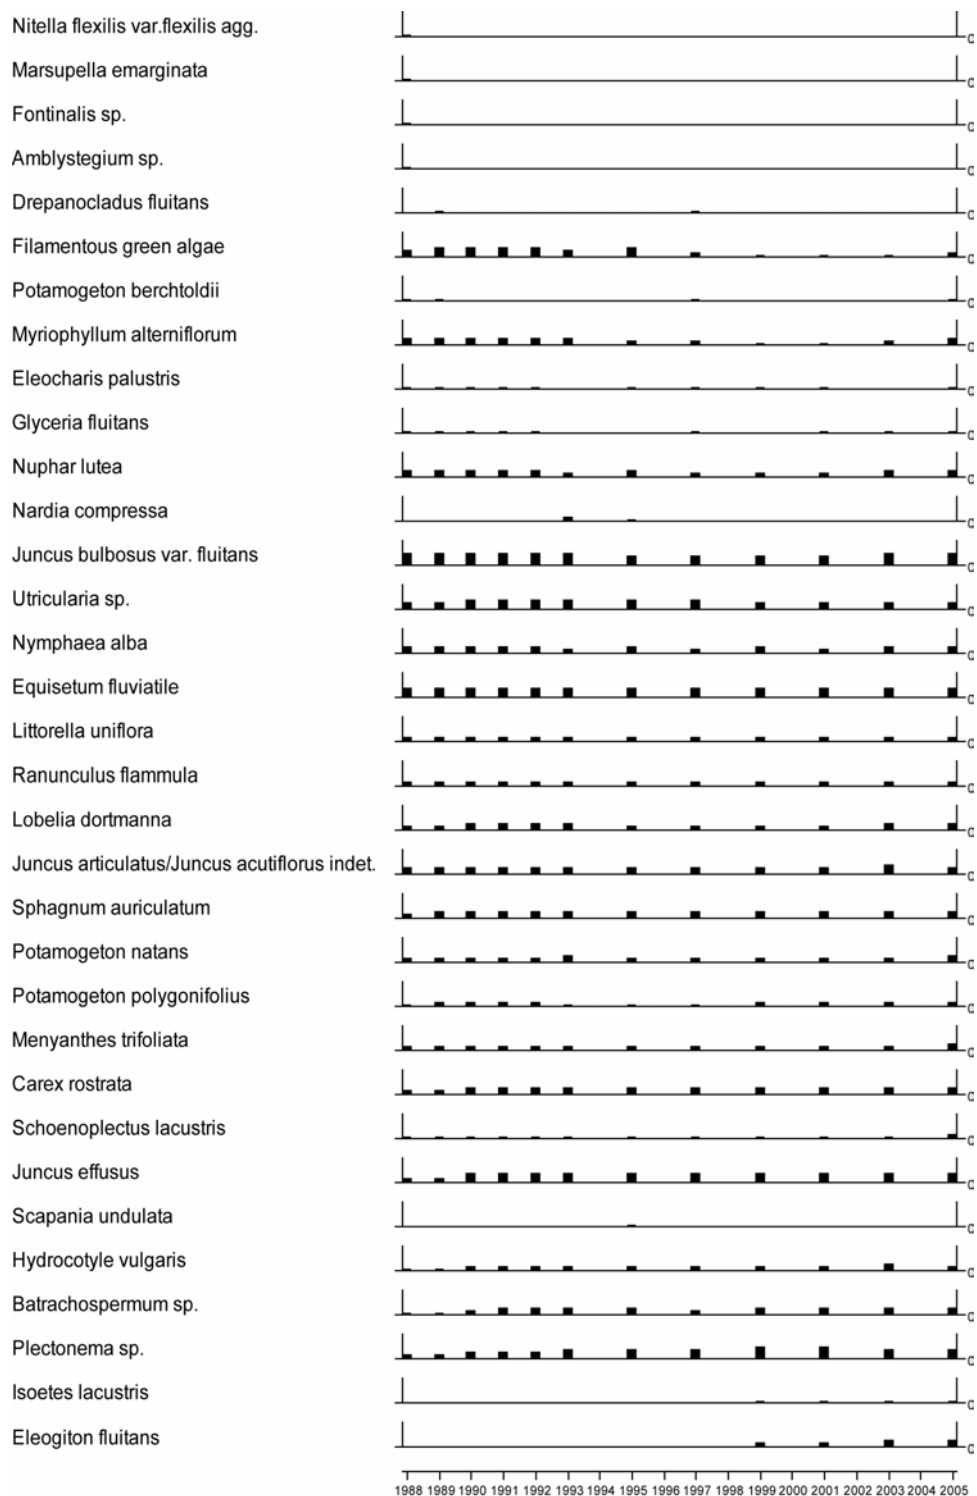 Nitella flexilis var.flexilis agg.
Marsupella emarginata
Fontinalis sp.
Amblystegium sp.
Drepanocladus fluitans
Filamentous green algae
Potamogeton berchtoldii
Myriophyllum alterniflorum
Eleocharis palustris
Glyceria fluitans
Nuphar lutea
Nardia compressa
Juncus bulbosus var. fluitans
Utricularia sp.
Nymphaea alba
Equisetum fluviatile
Littorella uniflora
Ranunculus flammula
Lobelia dortmanna
Juncus articulatus/Juncus acutiflorus indet.
Sphagnum auriculatum
Potamogeton natans
Potamogeton polygonifolius
Menyanthes trifoliata
Carex rostrata
Schoenoplectus lacustris
Juncus effusus
Scapania undulata
Hydrocotyle vulgaris
Batrachospermum sp.
Plectonema sp.
Isoetes lacustris
Eleogiton fluitans
1988 1989 1990 1991 1992 1993 1994 1995 1996 1997 1998 1999 2000 2001 2002 2003 2004 2005